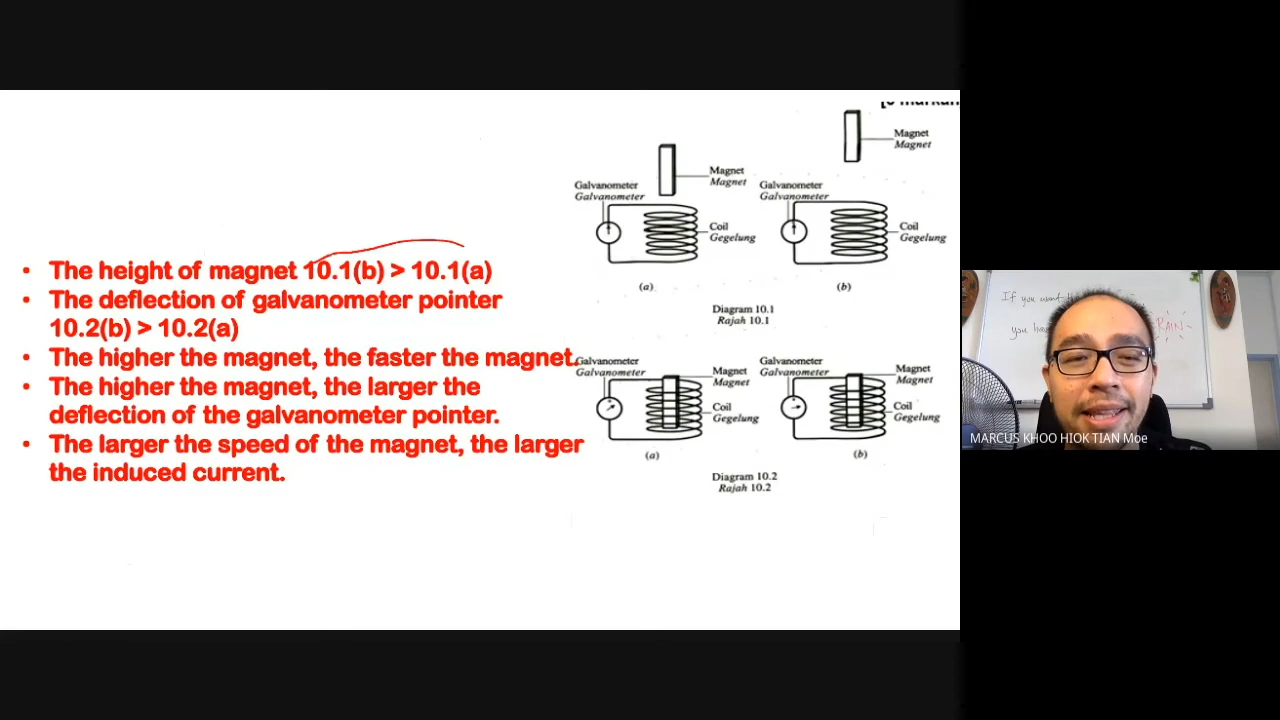 [6 markah
• The height of magnet 10.1(b) > 10.1(a)
• The deflection of galvanometer pointer
10.2(b) > 10.2(a)
• The higher the magnet, the faster the magnet.
• The higher the magnet, the larger the
deflection of the galvanometer pointer.
• The larger the speed of the magnet, the larger
the induced current.
Magnet
Magnet
Galvanometer
Galvanometer
Coil
Gegelung
(a)
Magnet
Magnet
Galvanometer
Galvanometer
Coil
Gegelung
(b)
Diagram 10.1
Rajah 10.1
Galvanometer
Galvanometer
Magnet
Magnet
Coil
Gegelung
(a)
Galvanometer
Galvanometer
Magnet
Magnet
Coil
Gegelung
(b)
Diagram 10.2
Rajah 10.2
If you want
you have
RAIN
MARCUS KHOO HIOK TIAN Moe